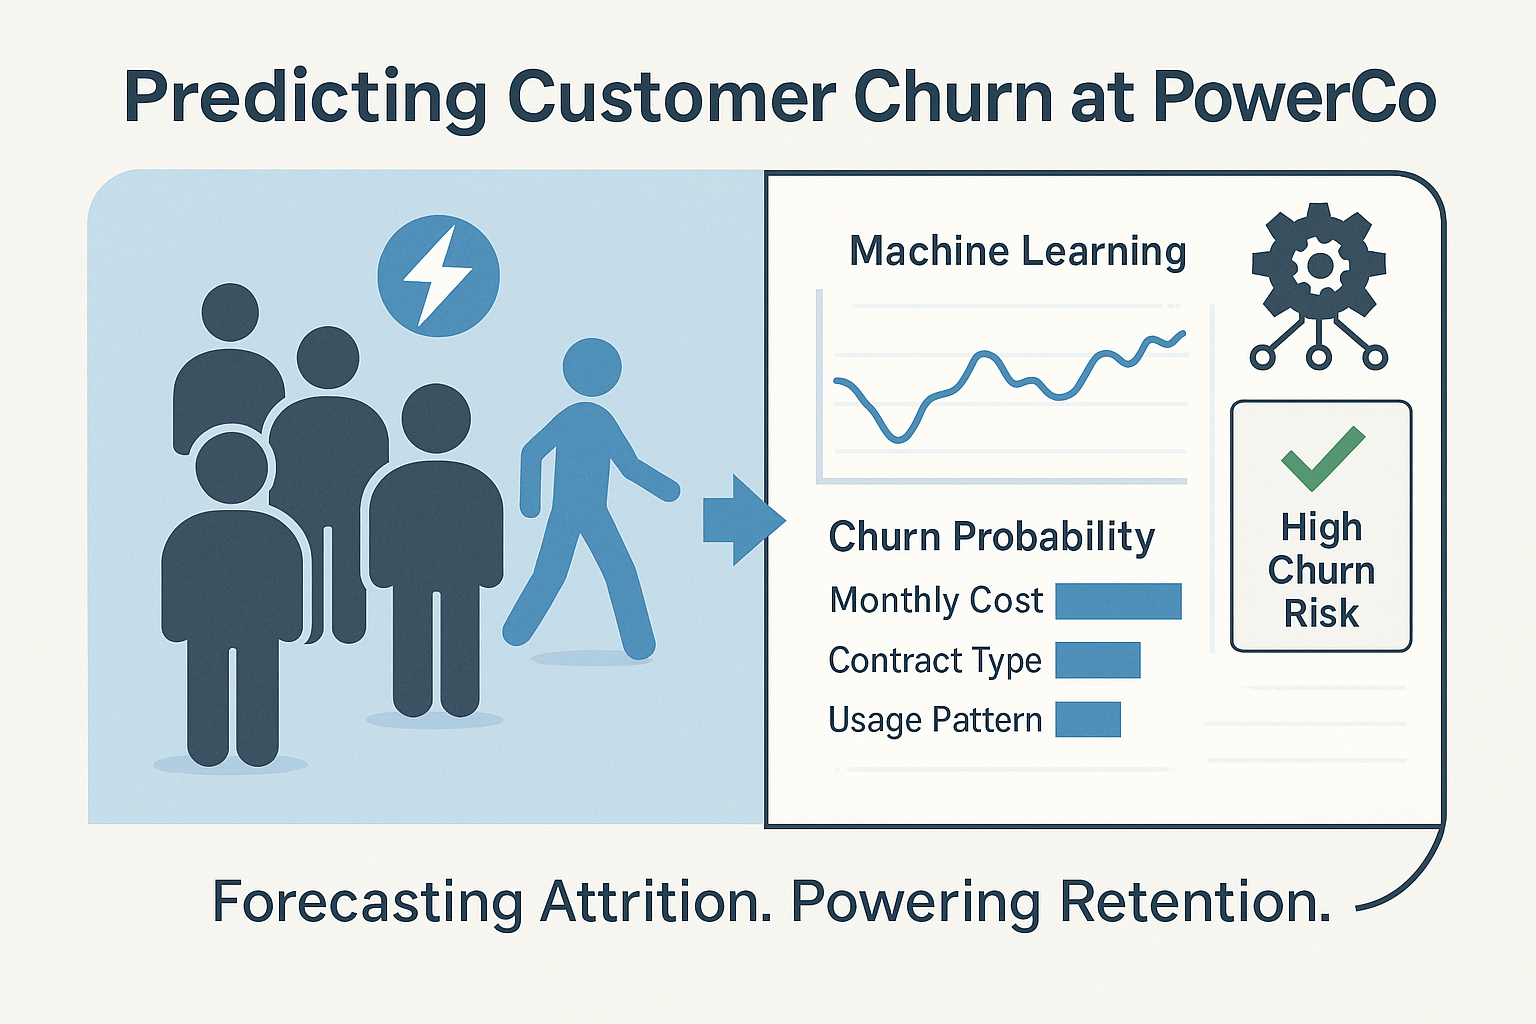 Predicting Customer Churn at PowerCo
Machine Learning
Churn Probability
Monthly Cost
Contract Type
Usage Pattern
High
Churn
Risk
Forecasting Attrition. Powering Retention.